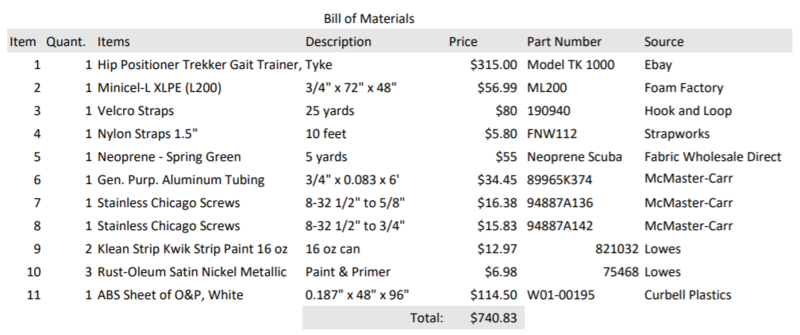 Bill of Materials
Item Quant. Items Description Price Part Number Source
1 1 Hip Positioner Trekker Gait Trainer, Tyke $315.00 Model TK 1000 Ebay
2 1 Minicel-L XLPE (L200) 3/4" x 72" x 48" $56.99 ML200 Foam Factory
3 1 Velcro Straps 25 yards $80 190940 Hook and Loop
4 1 Nylon Straps 1.5" 10 feet $5.80 FNW112 Strapworks
5 1 Neoprene - Spring Green 5 yards $55 Neoprene Scuba Fabric Wholesale Direct
6 1 Gen. Purp. Aluminum Tubing 3/4" x 0.083 x 6' $34.45 89965K374 McMaster-Carr
7 1 Stainless Chicago Screws 8-32 1/2" to 5/8" $16.38 94887A136 McMaster-Carr
8 1 Stainless Chicago Screws 8-32 1/2" to 3/4" $15.83 94887A142 McMaster-Carr
9 2 Klean Strip Kwik Strip Paint 16 oz 16 oz can $12.97 821032 Lowes
10 3 Rust-Oleum Satin Nickel Metallic Paint & Primer $6.98 75468 Lowes
11 1 ABS Sheet of O&P, White 0.187" x 48" x 96" $114.50 W01-00195 Curbell Plastics
Total: $740.83